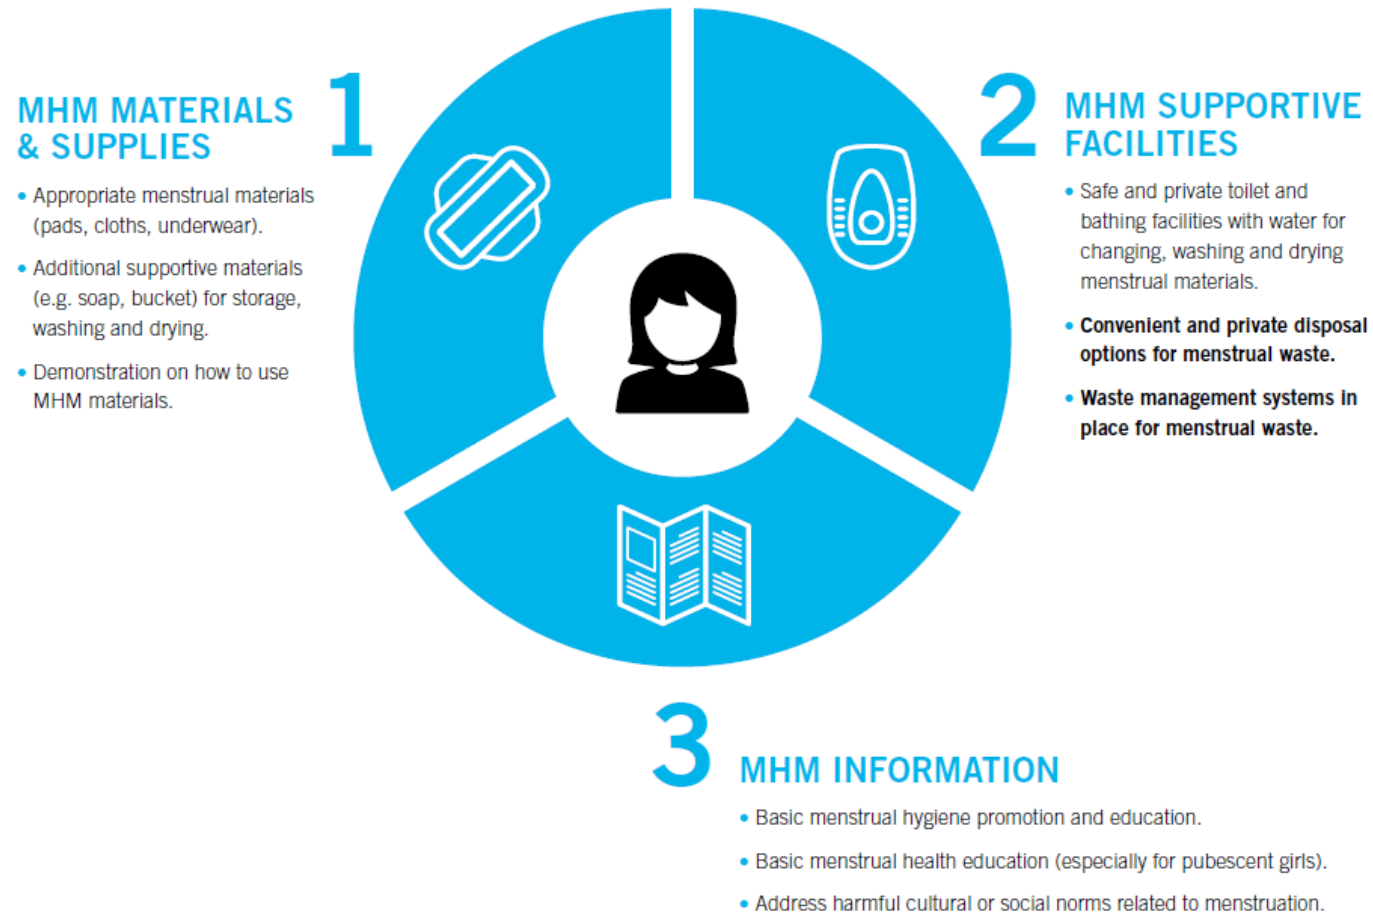 1
MHM MATERIALS
& SUPPLIES
• Appropriate menstrual materials
(pads, cloths, underwear).
• Additional supportive materials
(e.g. soap, bucket) for storage,
washing and drying.
• Demonstration on how to use
MHM materials.
2
MHM SUPPORTIVE
FACILITIES
• Safe and private toilet and
bathing facilities with water for
changing, washing and drying
menstrual materials.
• Convenient and private disposal
options for menstrual waste.
• Waste management systems in
place for menstrual waste.
3
MHM INFORMATION
• Basic menstrual hygiene promotion and education.
• Basic menstrual health education (especially for pubescent girls).
• Address harmful cultural or social norms related to menstruation.